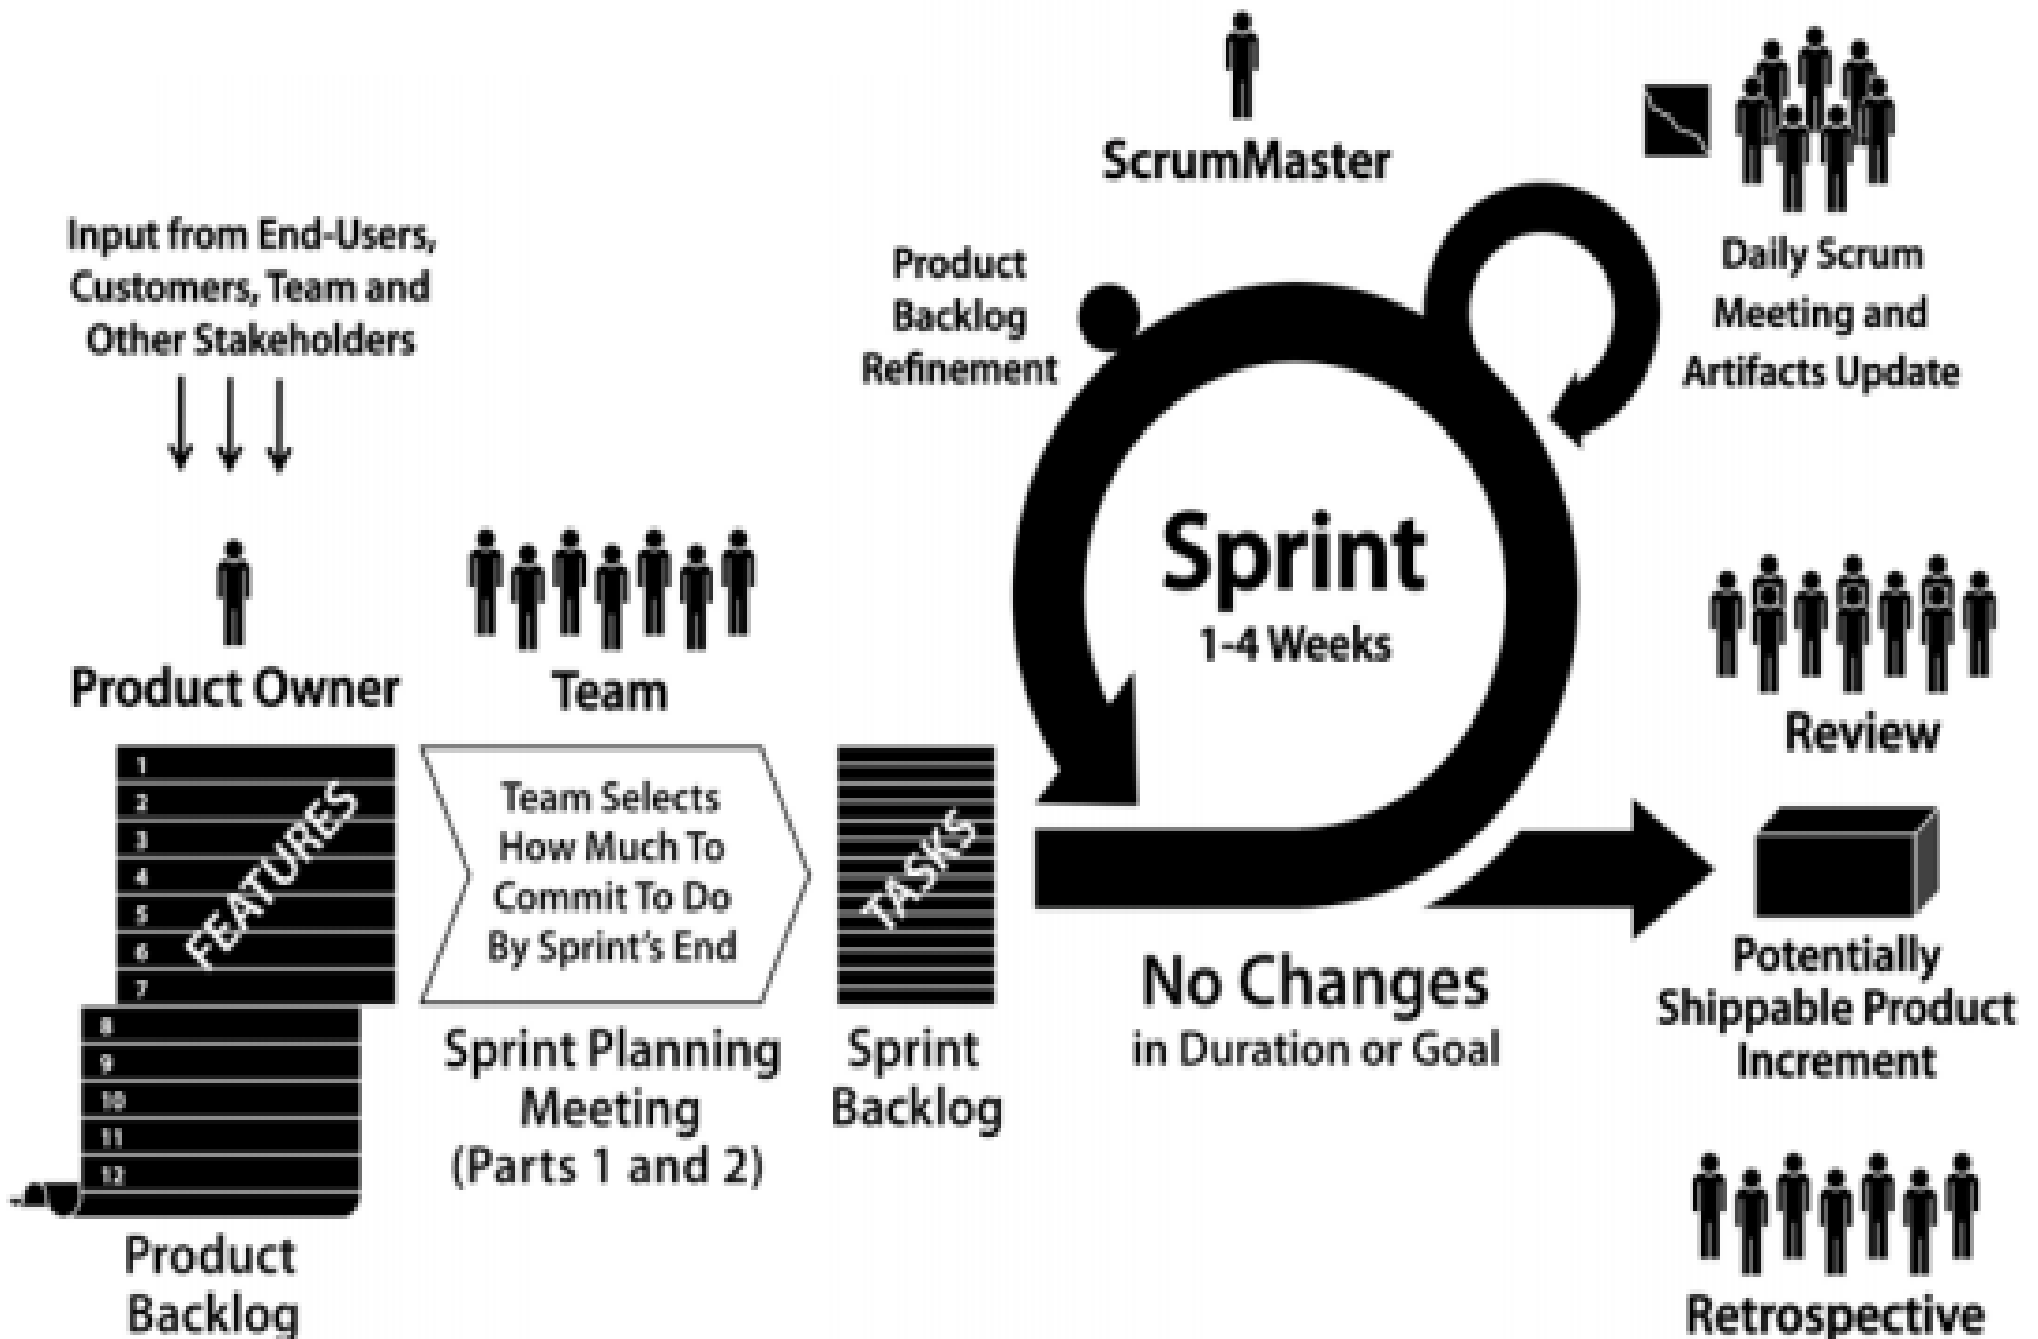 ScrumMaster
Input from End-Users,
Customers, Team and
Other Stakeholders
Product
Backlog
Refinement
Daily Scrum
Meeting and
Artifacts Update
Sprint
1-4 Weeks
Product Owner
Team
Review
1
2
3
4
5
6
7
8
9
10
11
12
FEATURES
Team Selects
How Much To
Commit To Do
By Sprint's End
TASKS
Product
Backlog
Sprint Planning
Meeting
(Parts 1 and 2)
Sprint
Backlog
No Changes
in Duration or Goal
Potentially
Shippable Product
Increment
Retrospective